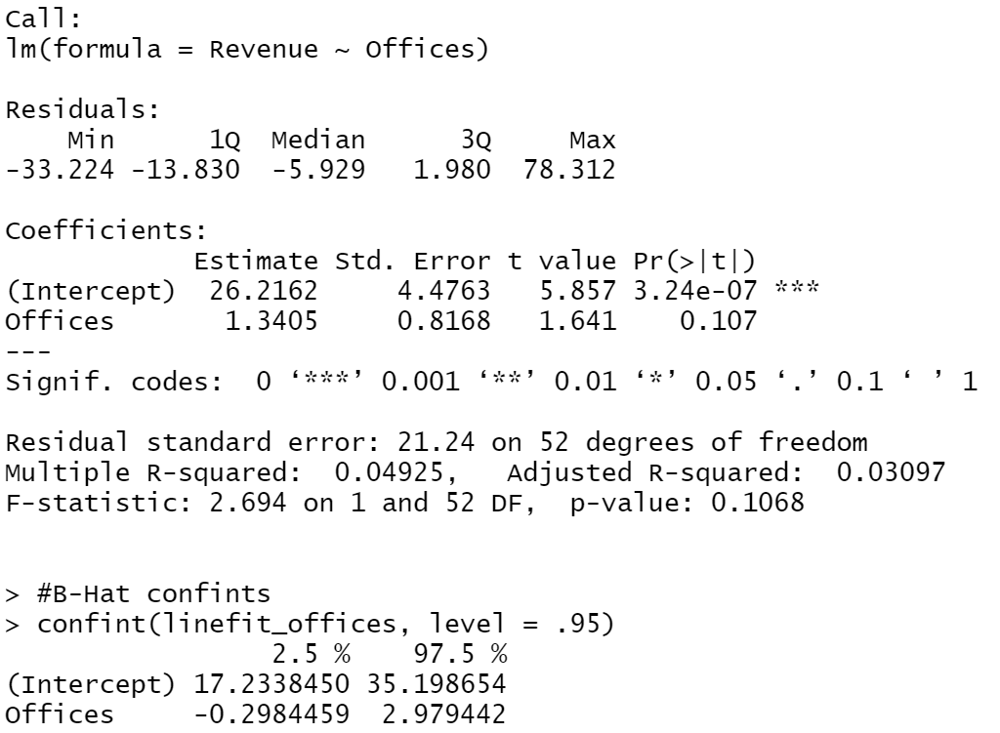 Call:
lm(formula = Revenue ~ Offices)
Residuals:
    Min      1Q  Median      3Q     Max
-33.224 -13.830  -5.929   1.980  78.312
Coefficients:
            Estimate Std. Error t value Pr(>|t|)
(Intercept)  26.2162     4.4763   5.857 3.24e-07 ***
Offices       1.3405     0.8168   1.641    0.107
---
Signif. codes:  0 ‘***’ 0.001 ‘**’ 0.01 ‘*’ 0.05 ‘.’ 0.1 ‘ ’ 1
Residual standard error: 21.24 on 52 degrees of freedom
Multiple R-squared:  0.04925,   Adjusted R-squared:  0.03097
F-statistic: 2.694 on 1 and 52 DF,  p-value: 0.1068
> #B-Hat confints
> confint(linefit_offices, level = .95)
                 2.5 %    97.5 %
(Intercept) 17.2338450 35.198654
Offices     -0.2984459  2.979442